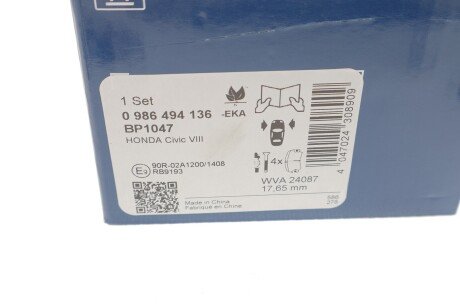 1 Set
0 986 494 136 -EKA
BP1047
HONDA Civic VIII
4x
E9 90R-02A1200/1408
RB9193
WVA 24087
17,65 mm
Made in China
Fabriqué en Chine
4 047024 308909